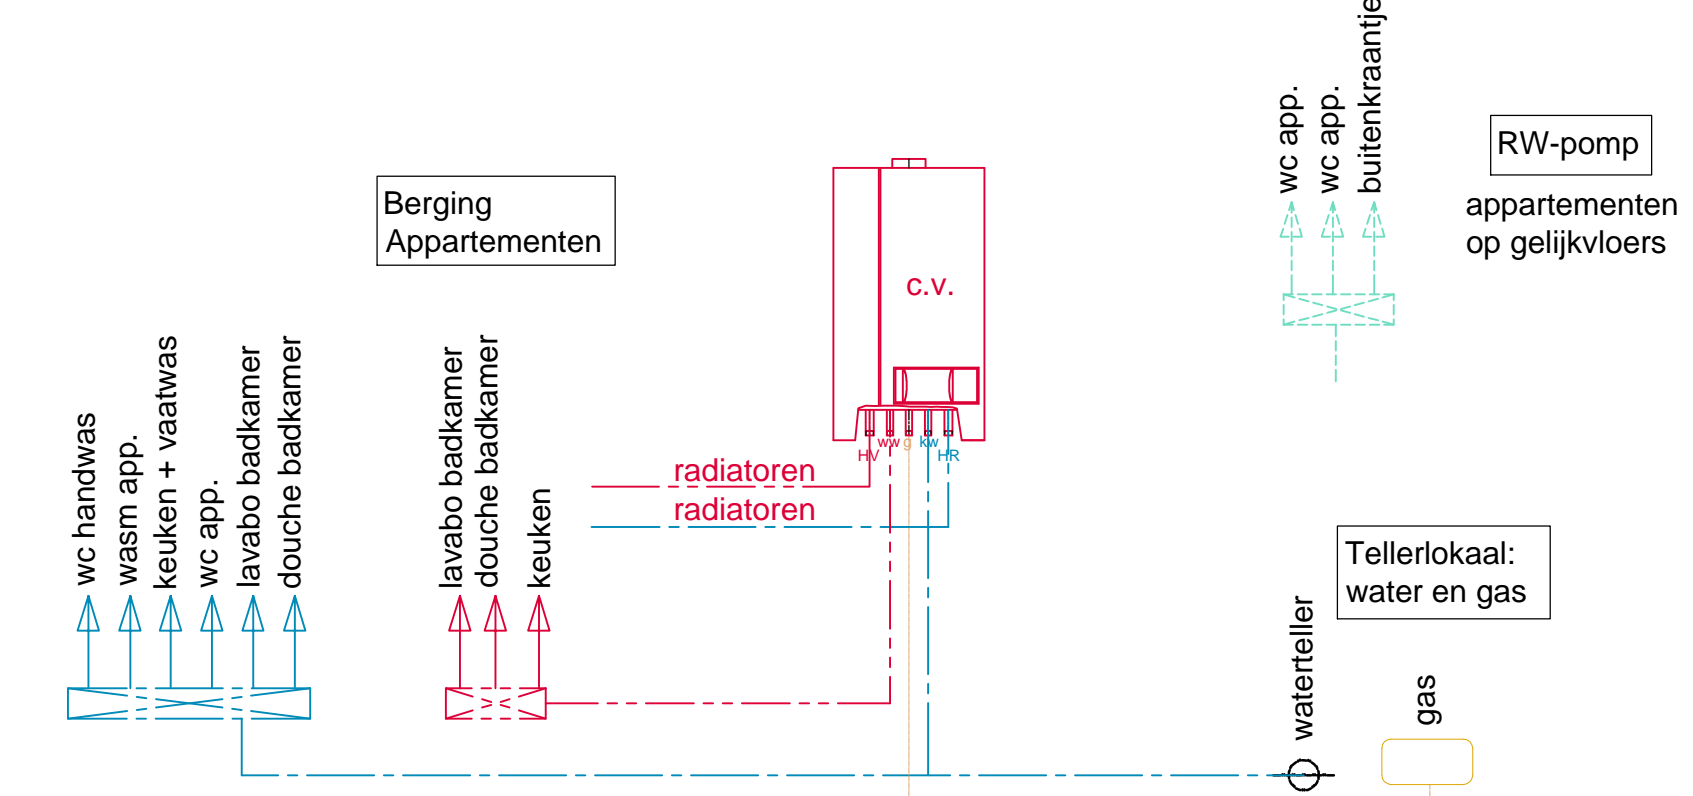 wc app.
wc app.
buitenkraantje
RW-pomp
appartementen
op gelijkvloers
Berging
Appartementen
c.v.
HV
ww
g
kw
HR
radiatoren
radiatoren
wc handwas
wasm app.
keuken + vaatwas
wc app.
lavabo badkamer
douche badkamer
lavabo badkamer
douche badkamer
keuken
Tellerlokaal:
water en gas
waterteller
gas